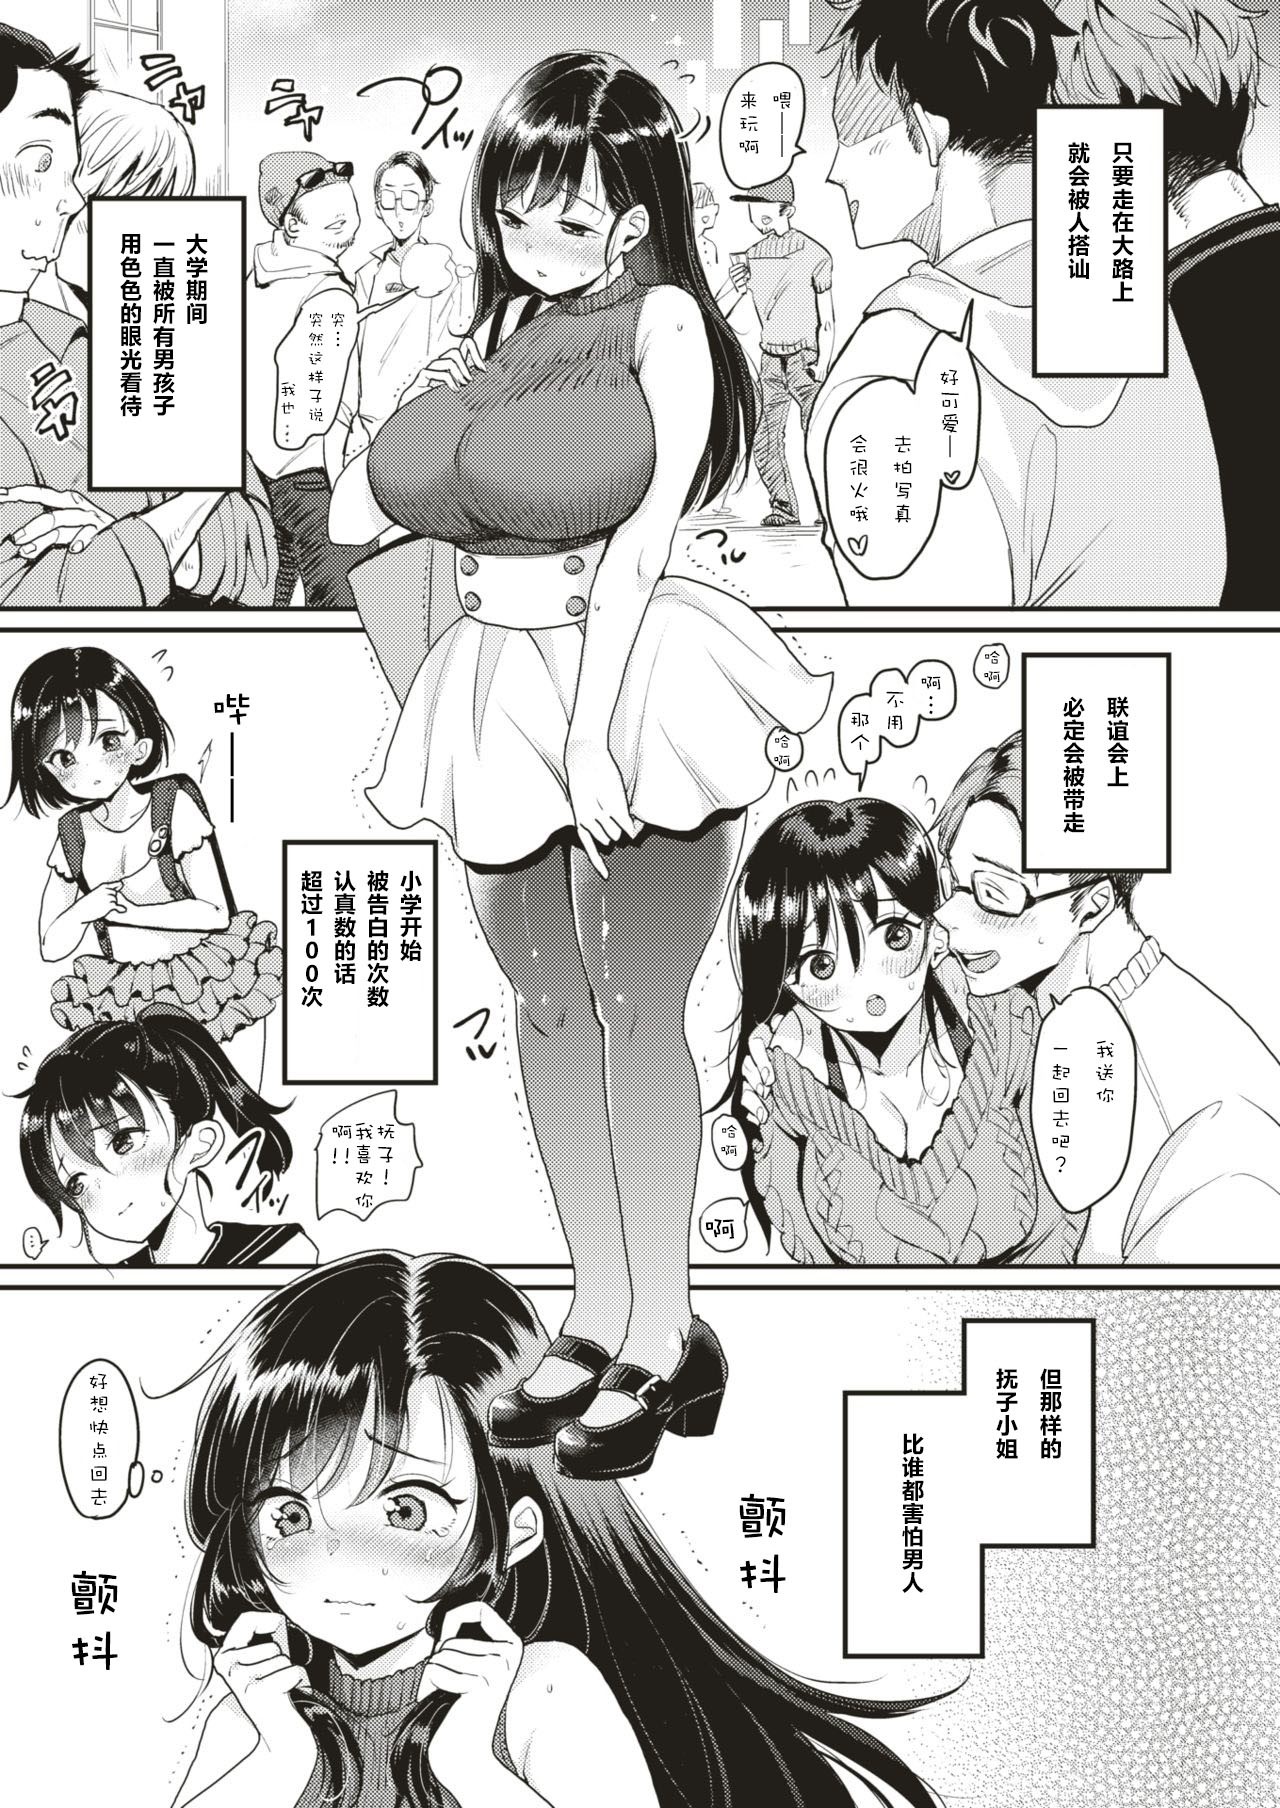 只要走在大路上
就会被人搭讪
喂——
来玩啊
好可爱—♥
去拍写真
会很火哦♥
大学期间
一直被所有男孩子
用色色的眼光看待
突…
突然这样子说
我也…
ニヤ
ニヤ
ニヤ
プイッ
プル
联谊会上
必定会被带走
啊…
不用
那个
哈啊
哈啊
我送你
一起回去吧？
哈啊
啊
小学开始
被告白的次数
认真数的话
超过100次
哔——
抚子！
我喜欢你
啊！！
…
プル
但那样的
抚子小姐
比谁都害怕男人
好想快点回去
颤抖
颤抖